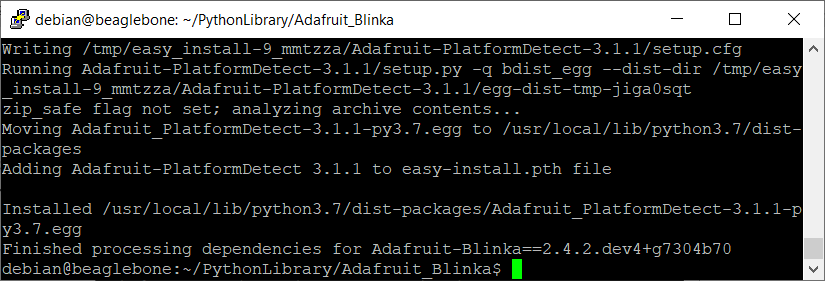 debian@beaglebone: ~/PythonLibrary/Adafruit_Blinka
Writing /tmp/easy_install-9_mmtzza/Adafruit-PlatformDetect-3.1.1/setup.cfg
Running Adafruit-PlatformDetect-3.1.1/setup.py -q bdist_egg --dist-dir /tmp/easy
_install-9_mmtzza/Adafruit-PlatformDetect-3.1.1/egg-dist-tmp-jiga0sqt
zip_safe flag not set; analyzing archive contents...
Moving Adafruit_PlatformDetect-3.1.1-py3.7.egg to /usr/local/lib/python3.7/dist-
packages
Adding Adafruit-PlatformDetect 3.1.1 to easy-install.pth file
Installed /usr/local/lib/python3.7/dist-packages/Adafruit_PlatformDetect-3.1.1-p
y3.7.egg
Finished processing dependencies for Adafruit-Blinka==2.4.2.dev4+g7304b70
debian@beaglebone:~/PythonLibrary/Adafruit_Blinka$